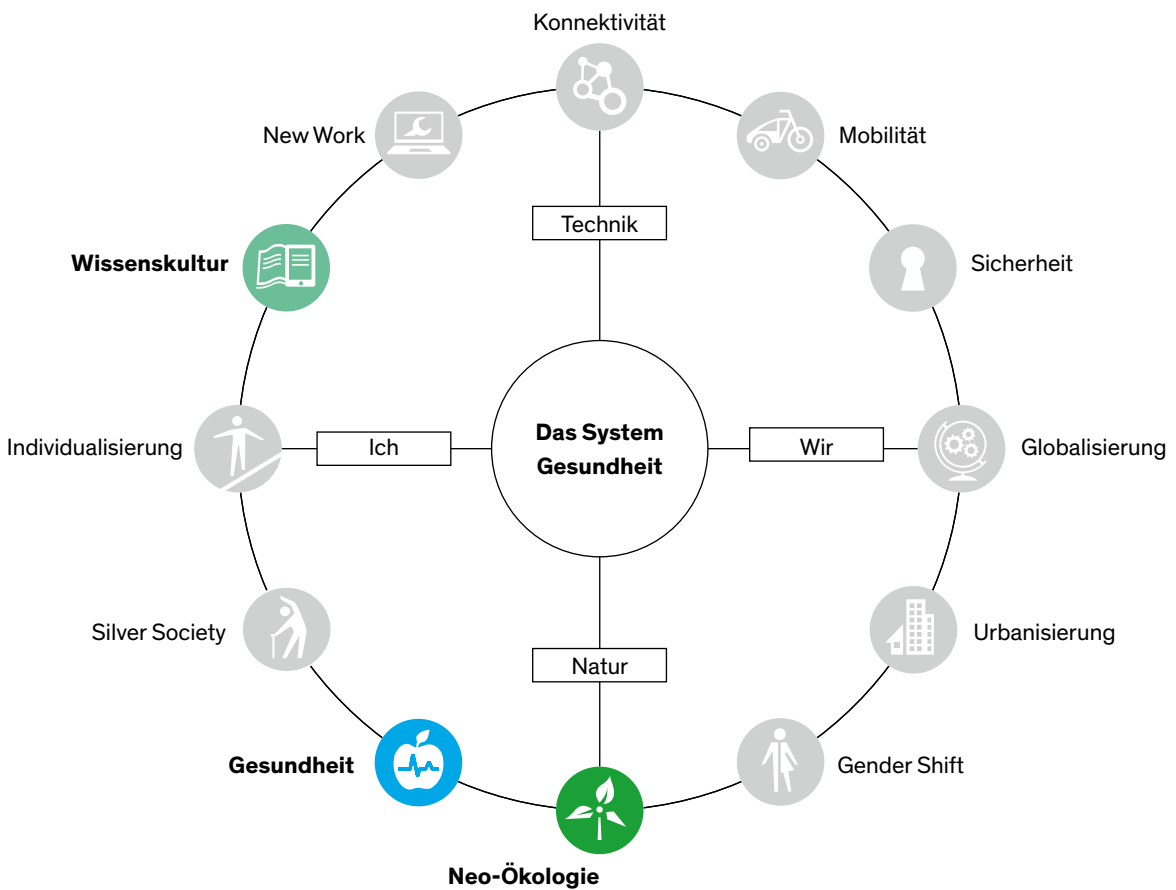 Konnektivität
New Work
Mobilität
Technik
Wissenskultur
Sicherheit
Das System
Gesundheit
Individualisierung
Ich
Wir
Globalisierung
Silver Society
Natur
Urbanisierung
Gesundheit
Gender Shift
Neo-Ökologie